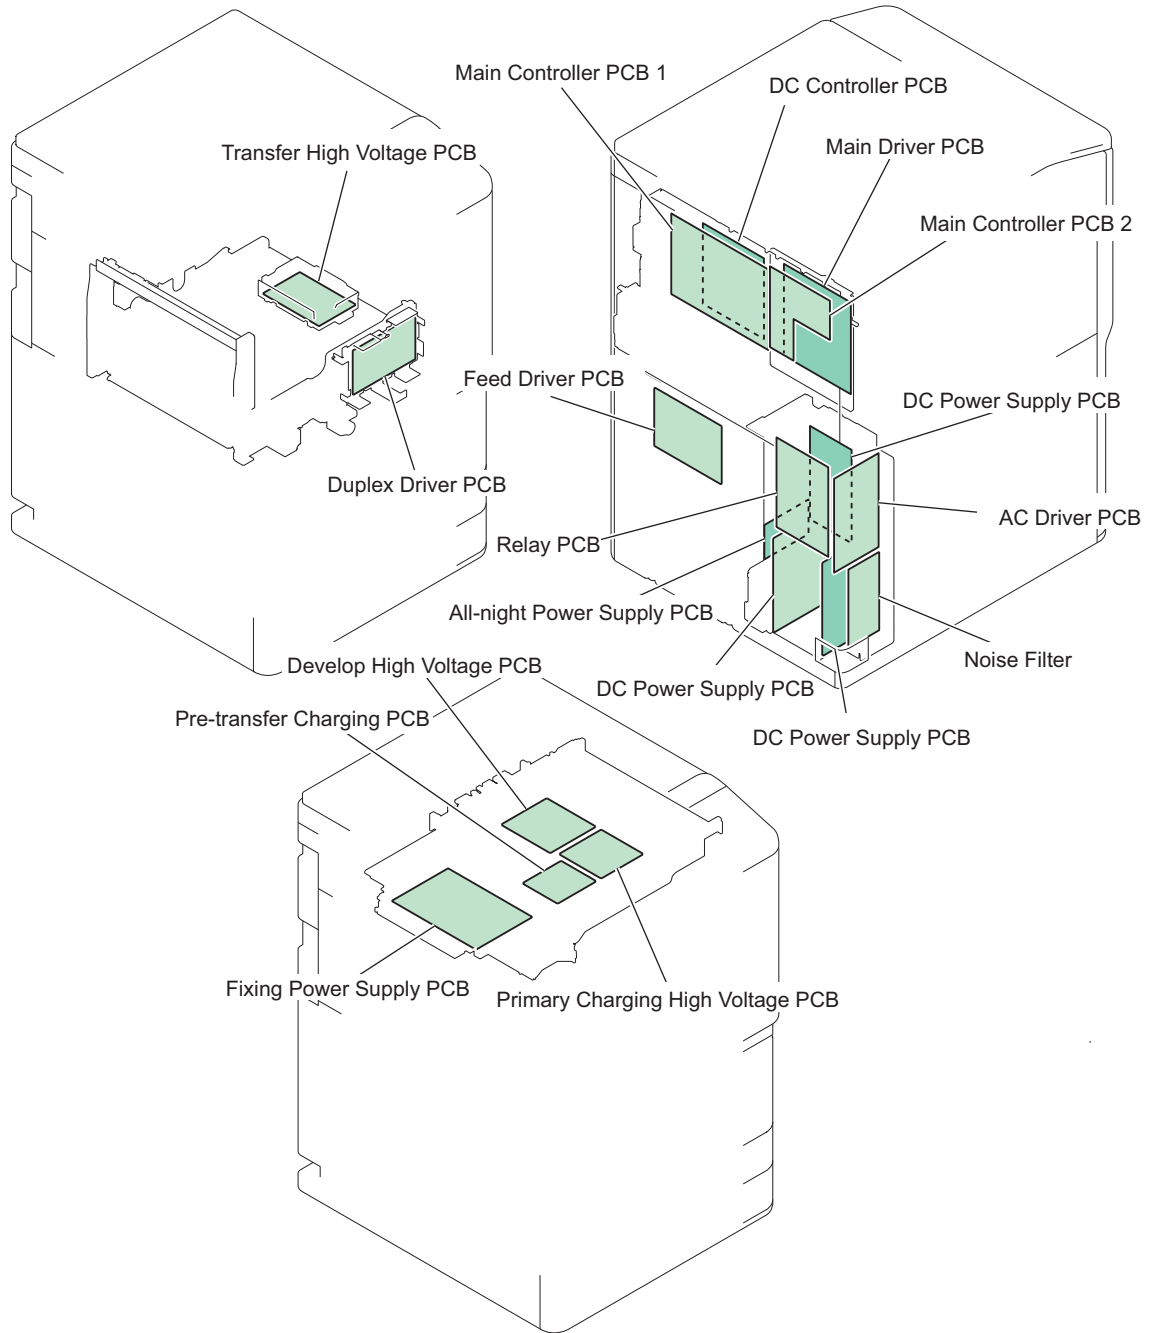 Main Controller PCB 1
DC Controller PCB
Transfer High Voltage PCB
Main Driver PCB
Main Controller PCB 2
Feed Driver PCB
DC Power Supply PCB
Duplex Driver PCB
AC Driver PCB
Relay PCB
All-night Power Supply PCB
Noise Filter
Develop High Voltage PCB
DC Power Supply PCB
Pre-transfer Charging PCB
DC Power Supply PCB
Fixing Power Supply PCB
Primary Charging High Voltage PCB